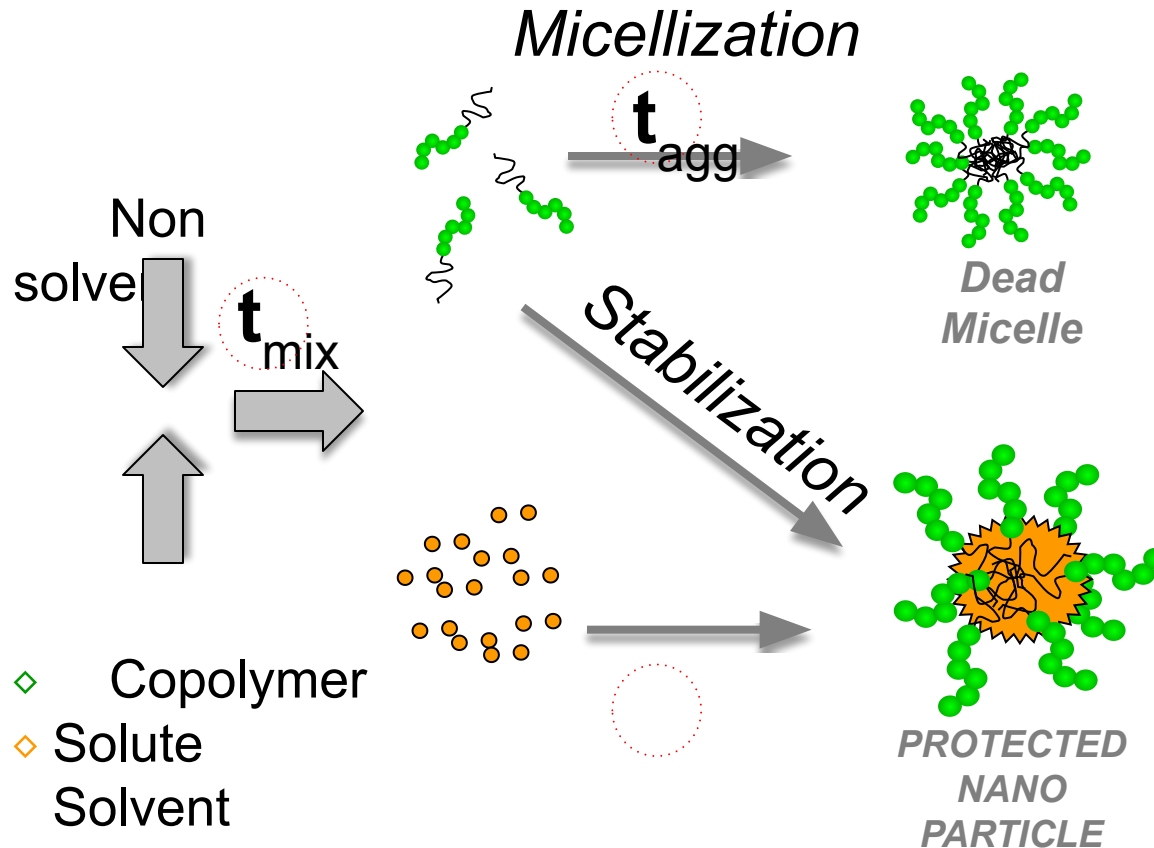 Micellization
t
agg
Non
solve
t
mix
Dead
Micelle
Stabilization
Copolymer
Solute
Solvent
PROTECTED
NANO
PARTICLE